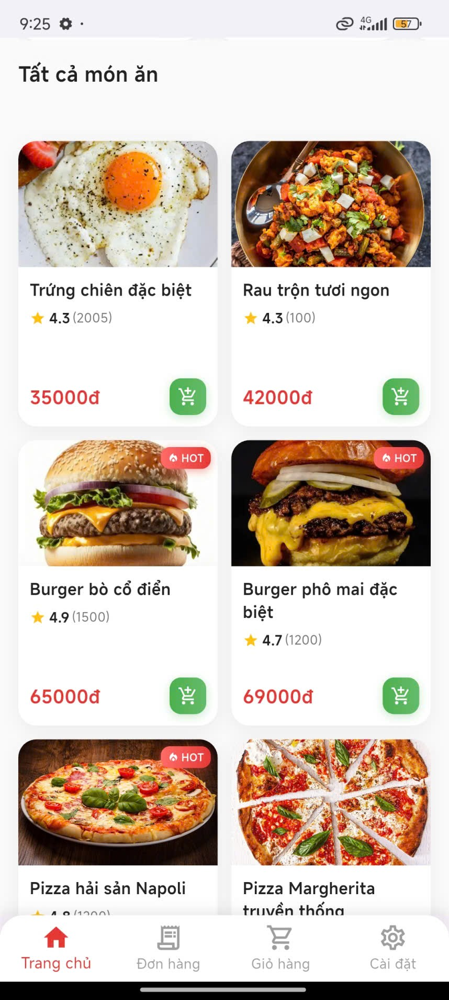 9:25
4G
57
Tất cả món ăn
Trứng chiên đặc biệt
4.3 (2005)
35000đ
Rau trộn tươi ngon
4.3 (100)
42000đ
HOT
Burger bò cổ điển
4.9 (1500)
65000đ
HOT
Burger phô mai đặc
biệt
4.7 (1200)
69000đ
HOT
Pizza hải sản Napoli
4.8 (1200)
Pizza Margherita
truyền thống
Trang chủ
Đơn hàng
Giỏ hàng
Cài đặt